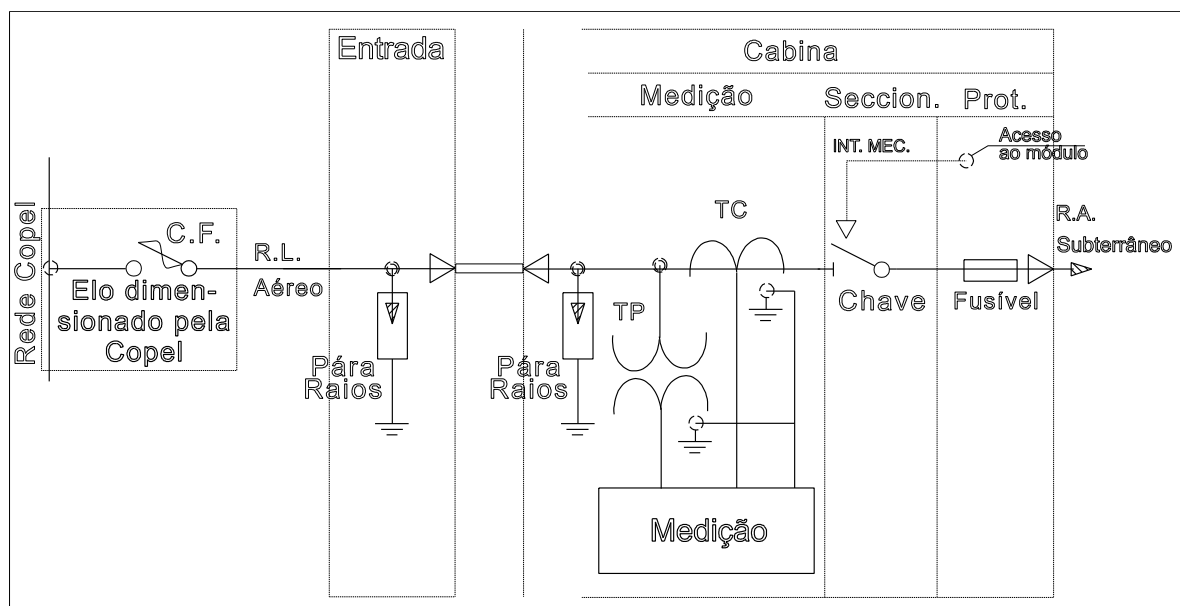 Entrada
Cabina
Medição
Seccion.
Prot.
Acesso
ao módulo
INT. MEC.
Rede Copel
C.F.
R.L.
Aéreo
Elo dimen-
sionado pela
Copel
TC
R.A.
Subterrâneo
Chave
Fusível
TP
Pára
Raios
Pára
Raios
Medição